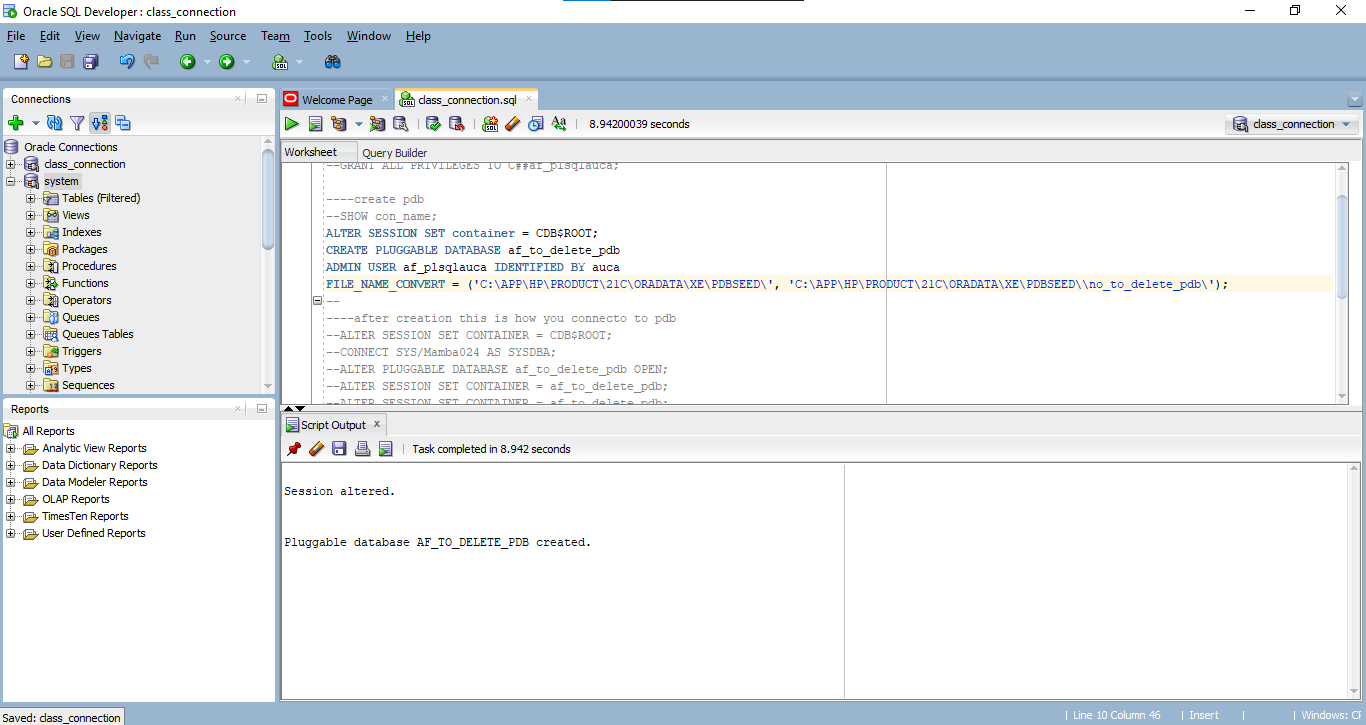 Oracle SQL Developer : class_connection
File Edit View Navigate Run Source Team Tools Window Help
Connections
Oracle Connections
class_connection
system
Tables (Filtered)
Views
Indexes
Packages
Procedures
Functions
Operators
Queues
Queues Tables
Triggers
Types
Sequences
Reports
All Reports
Analytic View Reports
Data Dictionary Reports
Data Modeler Reports
OLAP Reports
TimesTen Reports
User Defined Reports
Welcome Page
class_connection.sql
8.94200039 seconds
class_connection
Worksheet Query Builder
--GRANT ALL PRIVILEGES TO C##af_plsqlauca;
----create pdb
--SHOW con_name;
ALTER SESSION SET container = CDB$ROOT;
CREATE PLUGGABLE DATABASE af_to_delete_pdb
ADMIN USER af_plsqlauca IDENTIFIED BY auca
FILE_NAME_CONVERT = ('C:\APP\HP\PRODUCT\21C\ORADATA\XE\PDBSEED\', 'C:\APP\HP\PRODUCT\21C\ORADATA\XE\PDBSEED\\no_to_delete_pdb\');
--
----after creation this is how you connecto to pdb
--ALTER SESSION SET CONTAINER = CDB$ROOT;
--CONNECT SYS/Mamba024 AS SYSDBA;
--ALTER PLUGGABLE DATABASE af_to_delete_pdb OPEN;
--ALTER SESSION SET CONTAINER = af_to_delete_pdb;
--ALTER SESSION SET CONTAINER = af_to_delete_pdb;
Script Output
Task completed in 8.942 seconds
Session altered.
Pluggable database AF_TO_DELETE_PDB created.
Saved: class_connection
Line 10 Column 46
Insert
Windows: CF